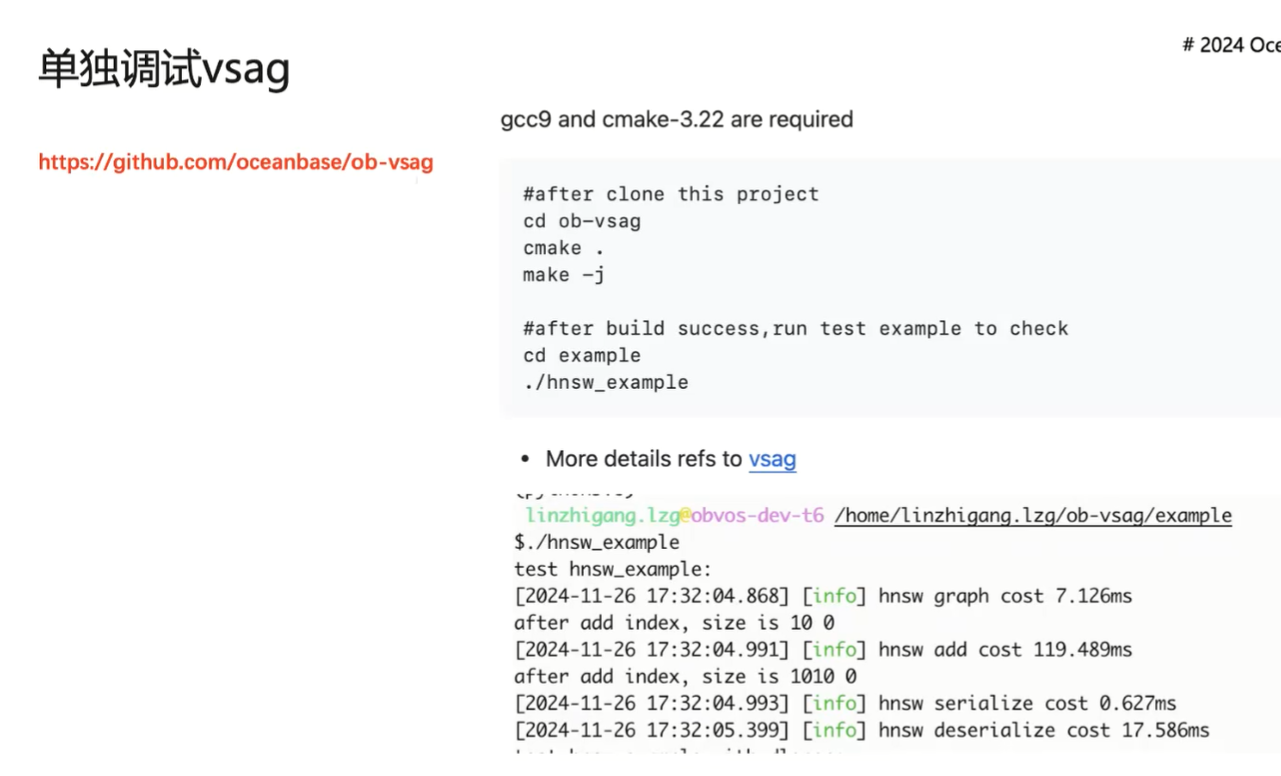 # 2024 Oce
单独调试vsag
gcc9 and cmake-3.22 are required
https://github.com/oceanbase/ob-vsag
#after clone this project
cd ob-vsag
cmake .
make -j
#after build success,run test example to check
cd example
./hnsw_example
• More details refs to vsag
linzhigang.lzg@obvos-dev-t6 /home/linzhigang.lzg/ob-vsag/example
$./hnsw_example
test hnsw_example:
[2024-11-26 17:32:04.868] [info] hnsw graph cost 7.126ms
after add index, size is 10 0
[2024-11-26 17:32:04.991] [info] hnsw add cost 119.489ms
after add index, size is 1010 0
[2024-11-26 17:32:04.993] [info] hnsw serialize cost 0.627ms
[2024-11-26 17:32:05.399] [info] hnsw deserialize cost 17.586ms